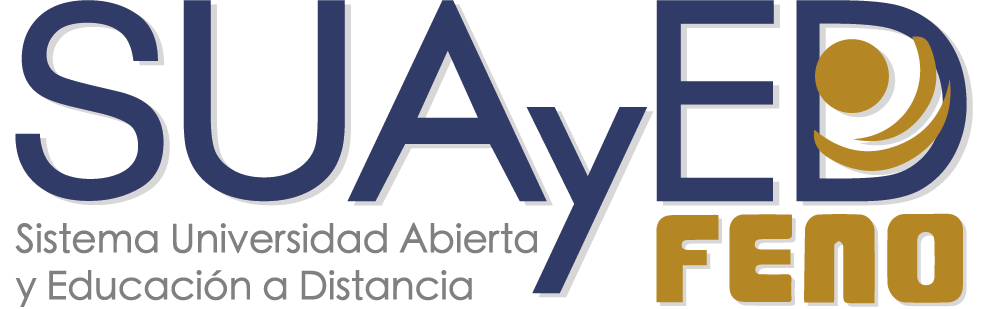 SUAyED
Sistema Universidad Abierta
y Educación a Distancia
FENO